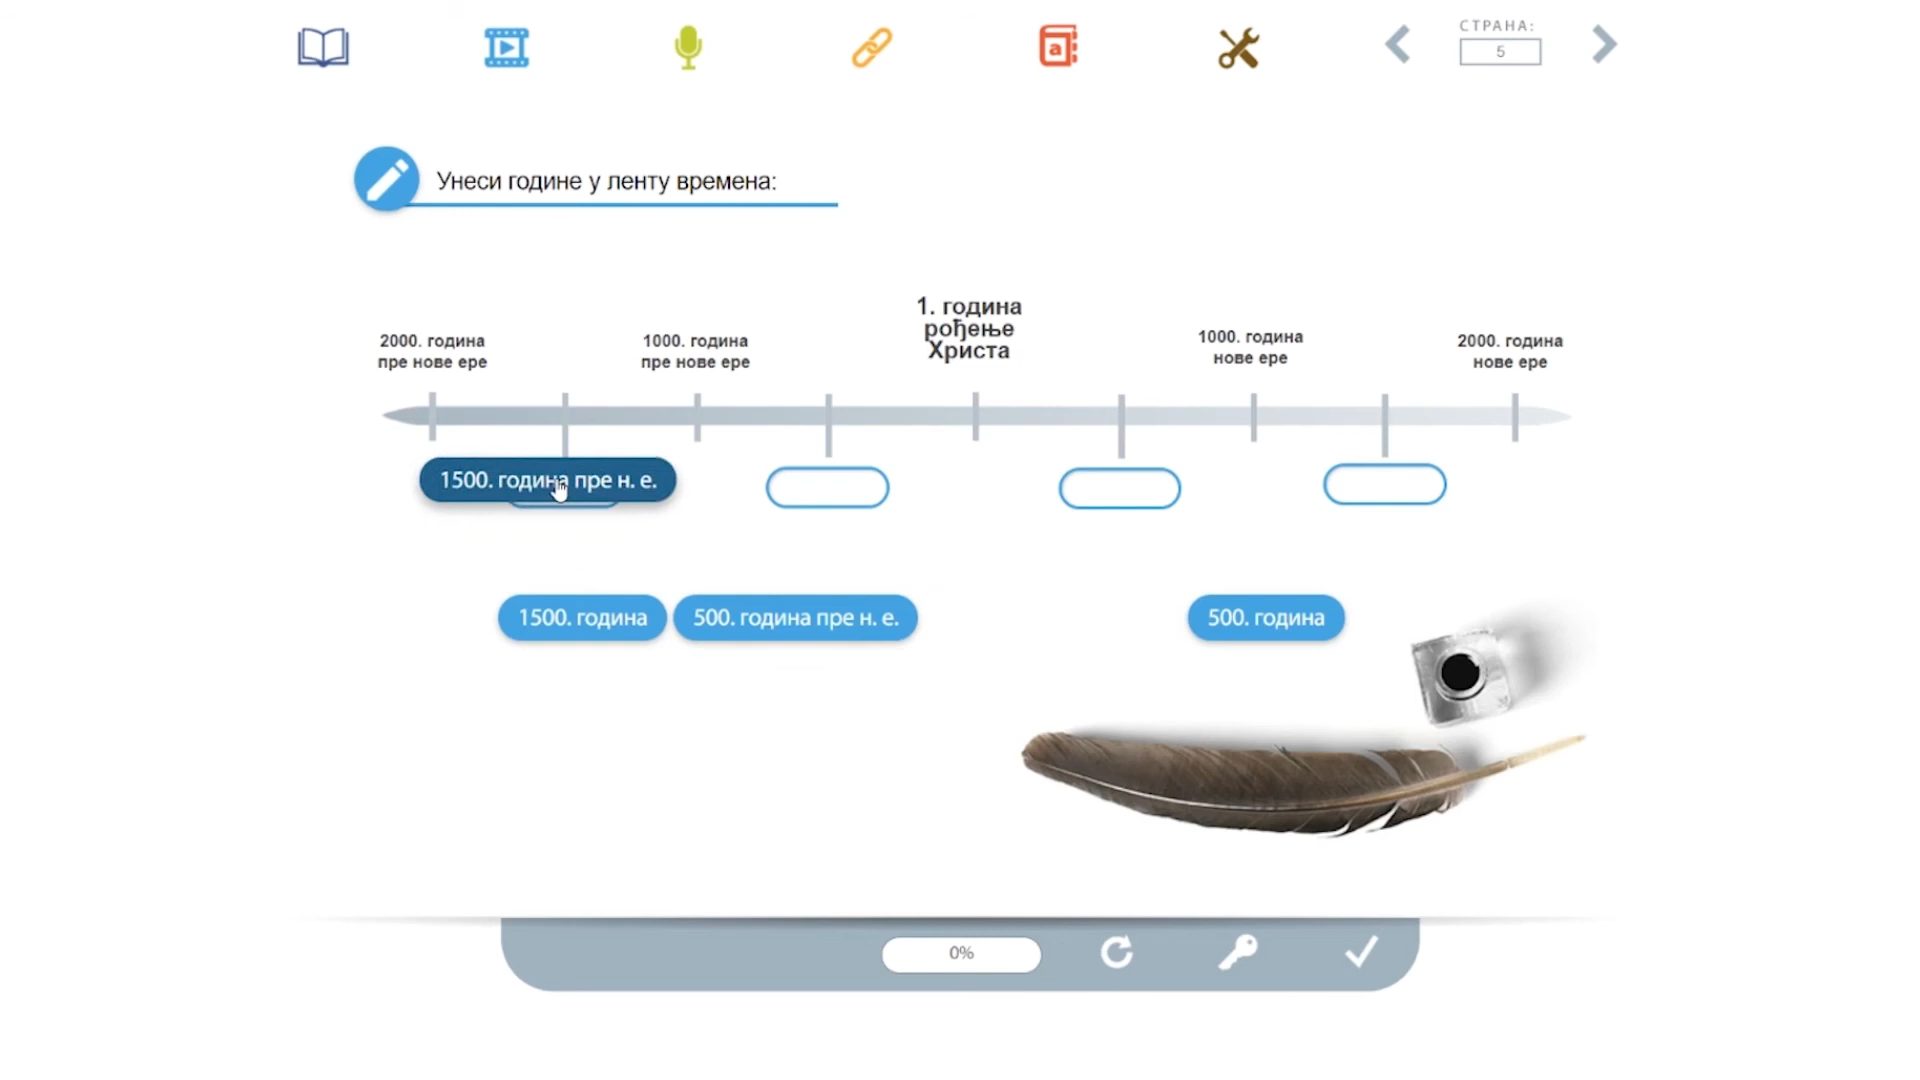 СТРАНА:
5
a
Унеси године у ленту времена:
2000. година
пре нове ере
1000. година
пре нове ере
1. година
рођење
Христа
1000. година
нове ере
2000. година
нове ере
1500. година пре н. е.
1500. година
500. година пре н. е.
500. година
0%